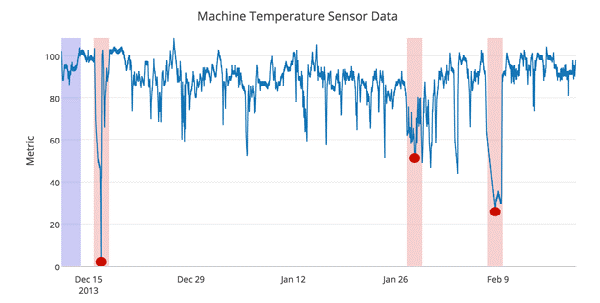 Machine Temperature Sensor Data
100
80
60
40
20
0
Metric
Dec 15
2013
Dec 29
Jan 12
Jan 26
Feb 9